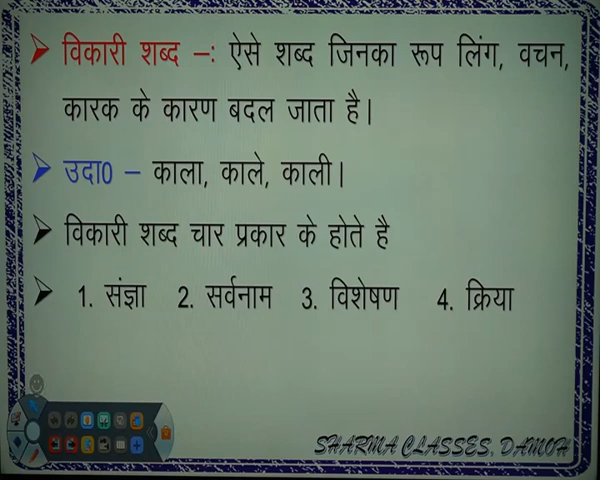 विकारी शब्द –: ऐसे शब्द जिनका रूप लिंग, वचन,
कारक के कारण बदल जाता है।
उदा0 – काला, काले, काली।
विकारी शब्द चार प्रकार के होते है
1. संज्ञा 2. सर्वनाम 3. विशेषण 4. क्रिया
SHARMA CLASSES, DAMOH